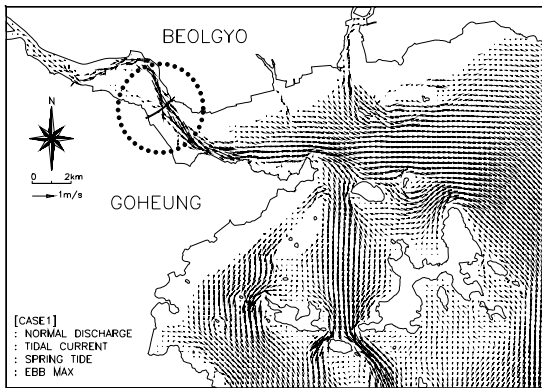 BEOLGYO
N
0 2km
1m/s
GOHEUNG
[CASE1]
: NORMAL DISCHARGE
: TIDAL CURRENT
: SPRING TIDE
: EBB MAX